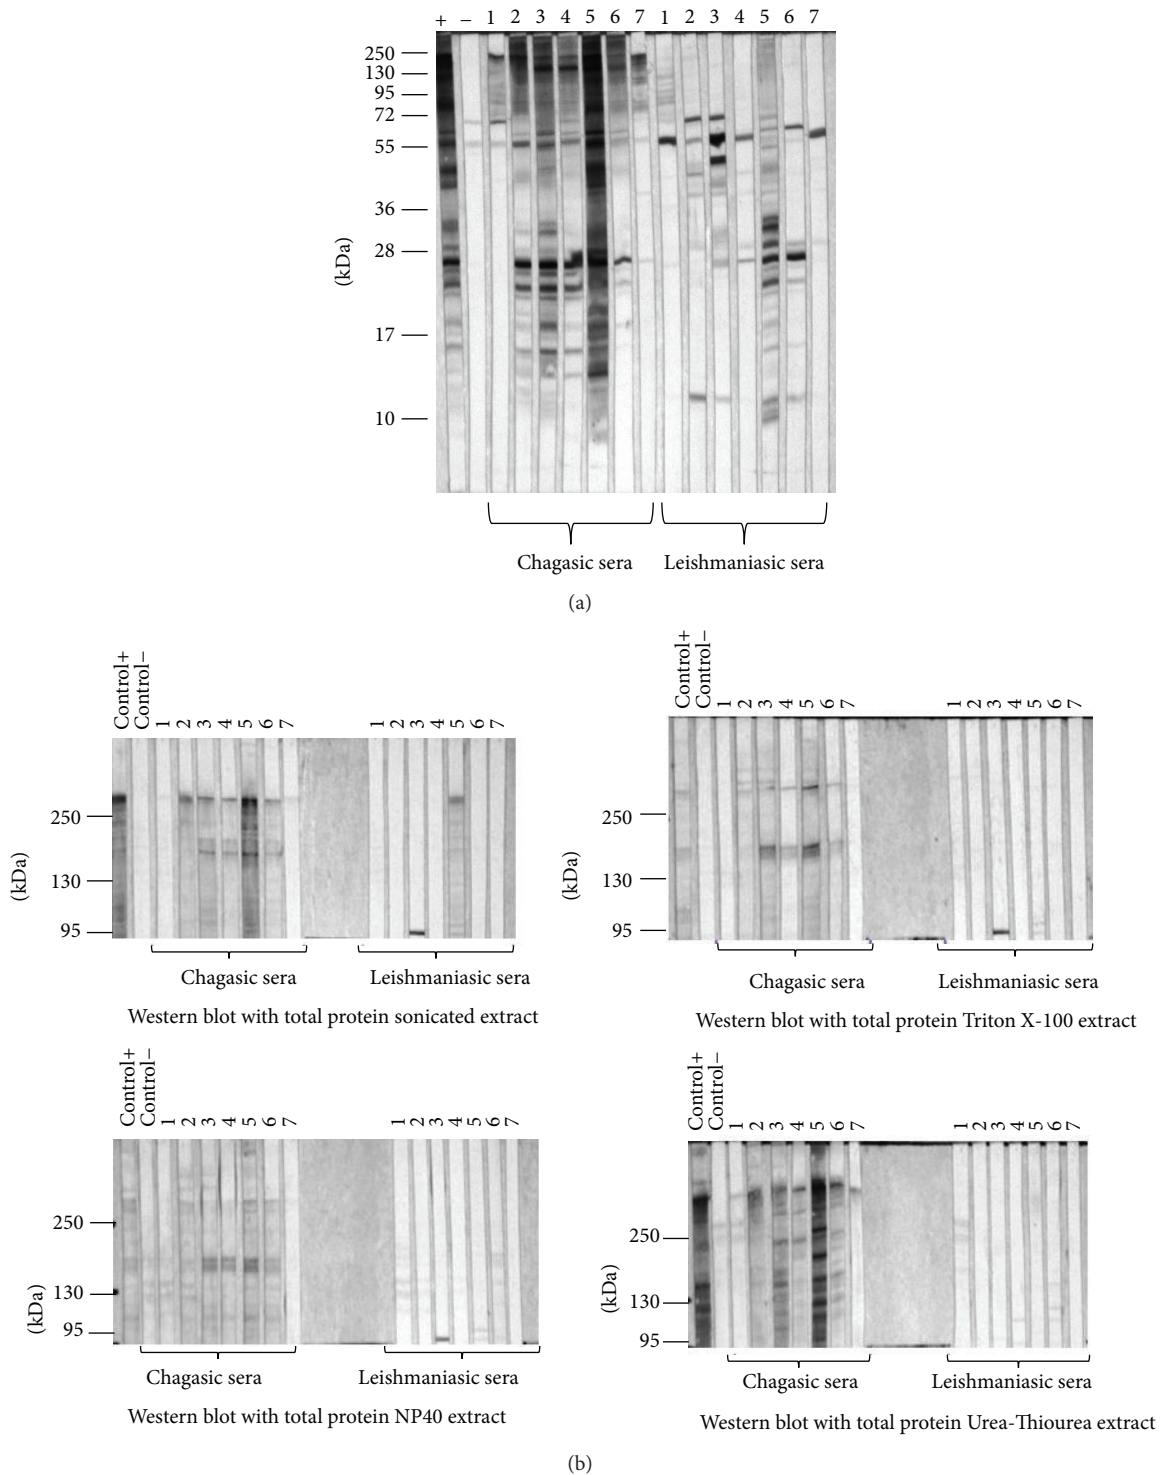 + − 1 2 3 4 5 6 7 1 2 3 4 5 6 7
250
130
95
72
55
36
28
17
10
(kDa)
Chagasic sera Leishmaniasic sera
(a)
Control+ Control− 1 2 3 4 5 6 7 1 2 3 4 5 6 7
250
130
95
(kDa)
Chagasic sera Leishmaniasic sera
Western blot with total protein sonicated extract
Control+ Control− 1 2 3 4 5 6 7 1 2 3 4 5 6 7
250
130
95
(kDa)
Chagasic sera Leishmaniasic sera
Western blot with total protein Triton X-100 extract
Control+ Control− 1 2 3 4 5 6 7 1 2 3 4 5 6 7
250
130
95
(kDa)
Chagasic sera Leishmaniasic sera
Western blot with total protein NP40 extract
Control+ Control− 1 2 3 4 5 6 7 1 2 3 4 5 6 7
250
130
95
(kDa)
Chagasic sera Leishmaniasic sera
Western blot with total protein Urea-Thiourea extract
(b)